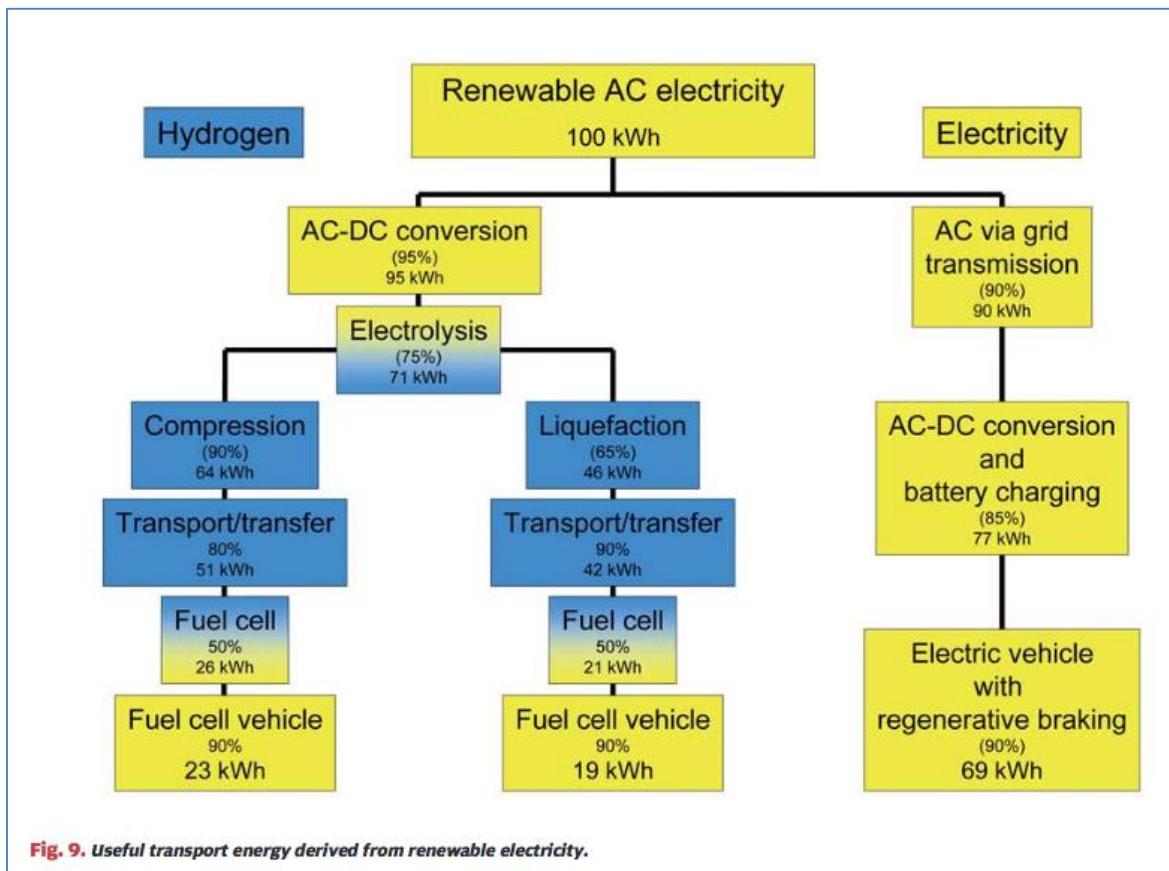 Renewable AC electricity
100 kWh
Hydrogen
Electricity
AC-DC conversion
(95%)
95 kWh
Electrolysis
(75%)
71 kWh
Compression
(90%)
64 kWh
Transport/transfer
80%
51 kWh
Fuel cell
50%
26 kWh
Fuel cell vehicle
90%
23 kWh
Liquefaction
(65%)
46 kWh
Transport/transfer
90%
42 kWh
Fuel cell
50%
21 kWh
Fuel cell vehicle
90%
19 kWh
AC via grid
transmission
(90%)
90 kWh
AC-DC conversion
and
battery charging
(85%)
77 kWh
Electric vehicle
with
regenerative braking
(90%)
69 kWh
Fig. 9. Useful transport energy derived from renewable electricity.